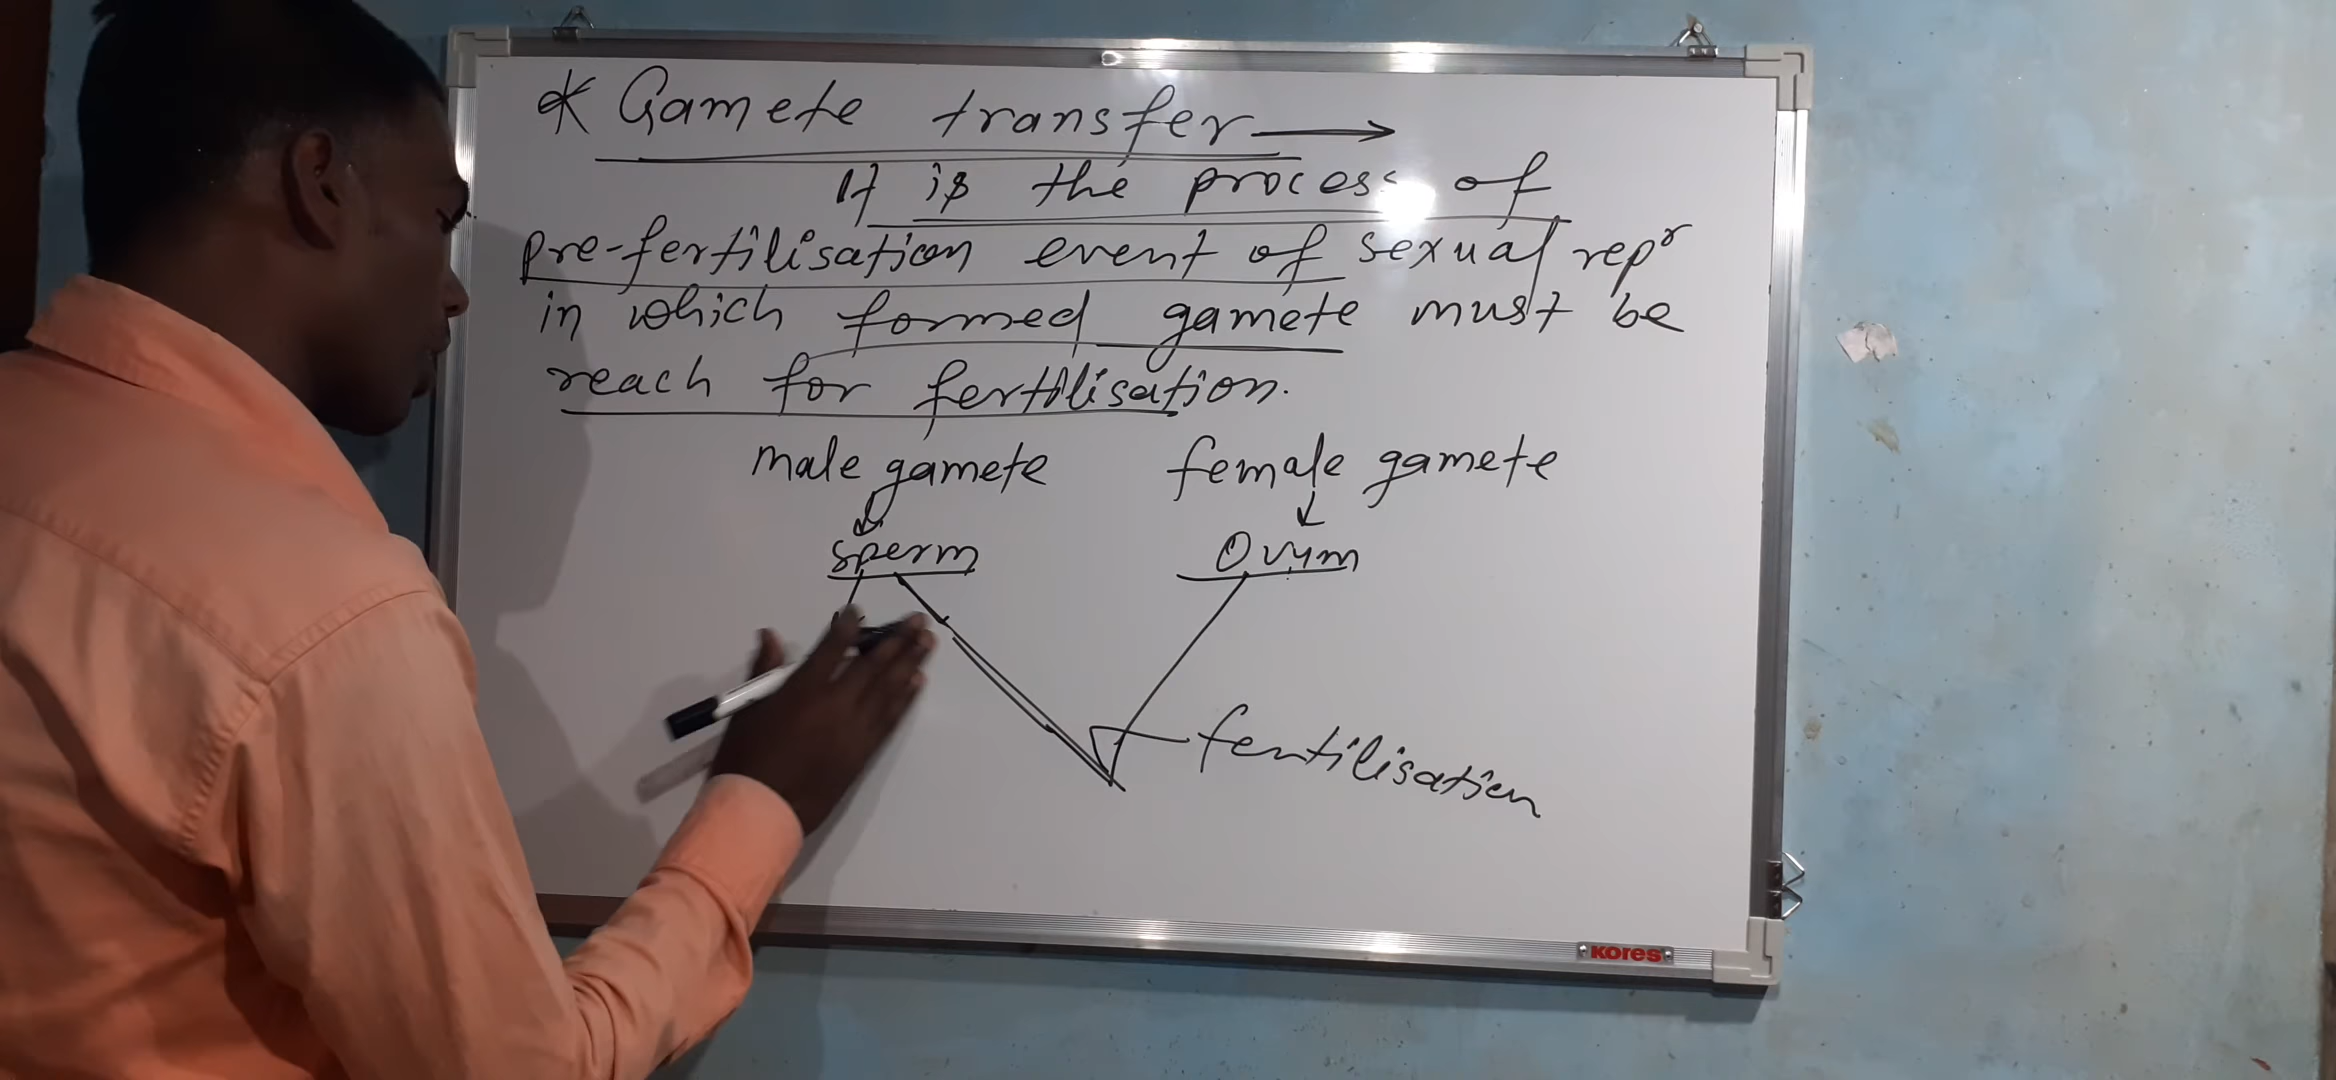 * Gamete transfer →
It is the process of
pre-fertilisation event of sexual repr
in which formed gamete must be
reach for fertilisation.
male gamete female gamete
sperm Ovum
fertilisation
KORES